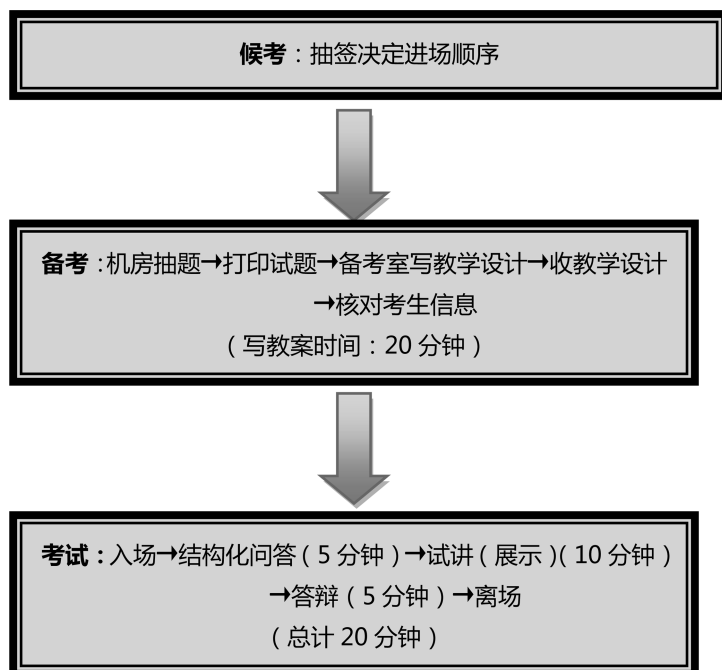 候考：抽签决定进场顺序
备考：机房抽题→打印试题→备考室写教学设计→收教学设计
→核对考生信息
（写教案时间：20 分钟）
考试：入场→结构化问答（5 分钟）→试讲（展示）（10 分钟）
→答辩（5 分钟）→离场
（总计 20 分钟）